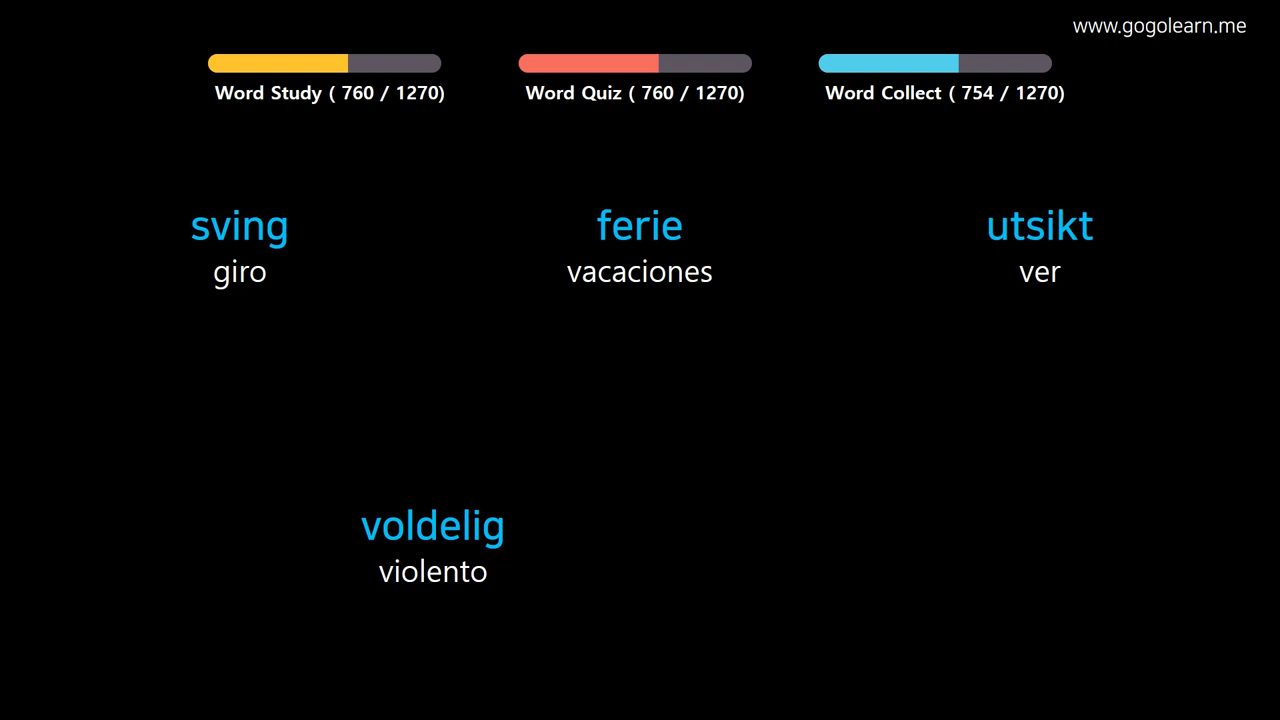 www.gogolearn.me
Word Study ( 760 / 1270)
Word Quiz ( 760 / 1270)
Word Collect ( 754 / 1270)
sving
giro
ferie
vacaciones
utsikt
ver
voldelig
violento